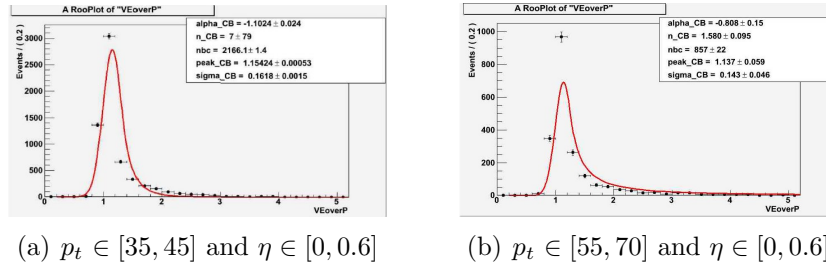 A RooPlot of "VEoverP"
alpha_CB = -1.1024 ± 0.024
n_CB = 7 ± 79
nbc = 2166.1 ± 1.4
peak_CB = 1.15424 ± 0.00053
sigma_CB = 0.1618 ± 0.0015
Events / ( 0.2 )
3000
2500
2000
1500
1000
500
0
0 1 2 3 4 5
VEoverP
(a) pt ∈ [35, 45] and η ∈ [0, 0.6]
A RooPlot of "VEoverP"
alpha_CB = -0.808 ± 0.15
n_CB = 1.580 ± 0.095
nbc = 857 ± 22
peak_CB = 1.137 ± 0.059
sigma_CB = 0.143 ± 0.046
Events / ( 0.2 )
1000
800
600
400
200
0
0 1 2 3 4 5
VEoverP
(b) pt ∈ [55, 70] and η ∈ [0, 0.6]